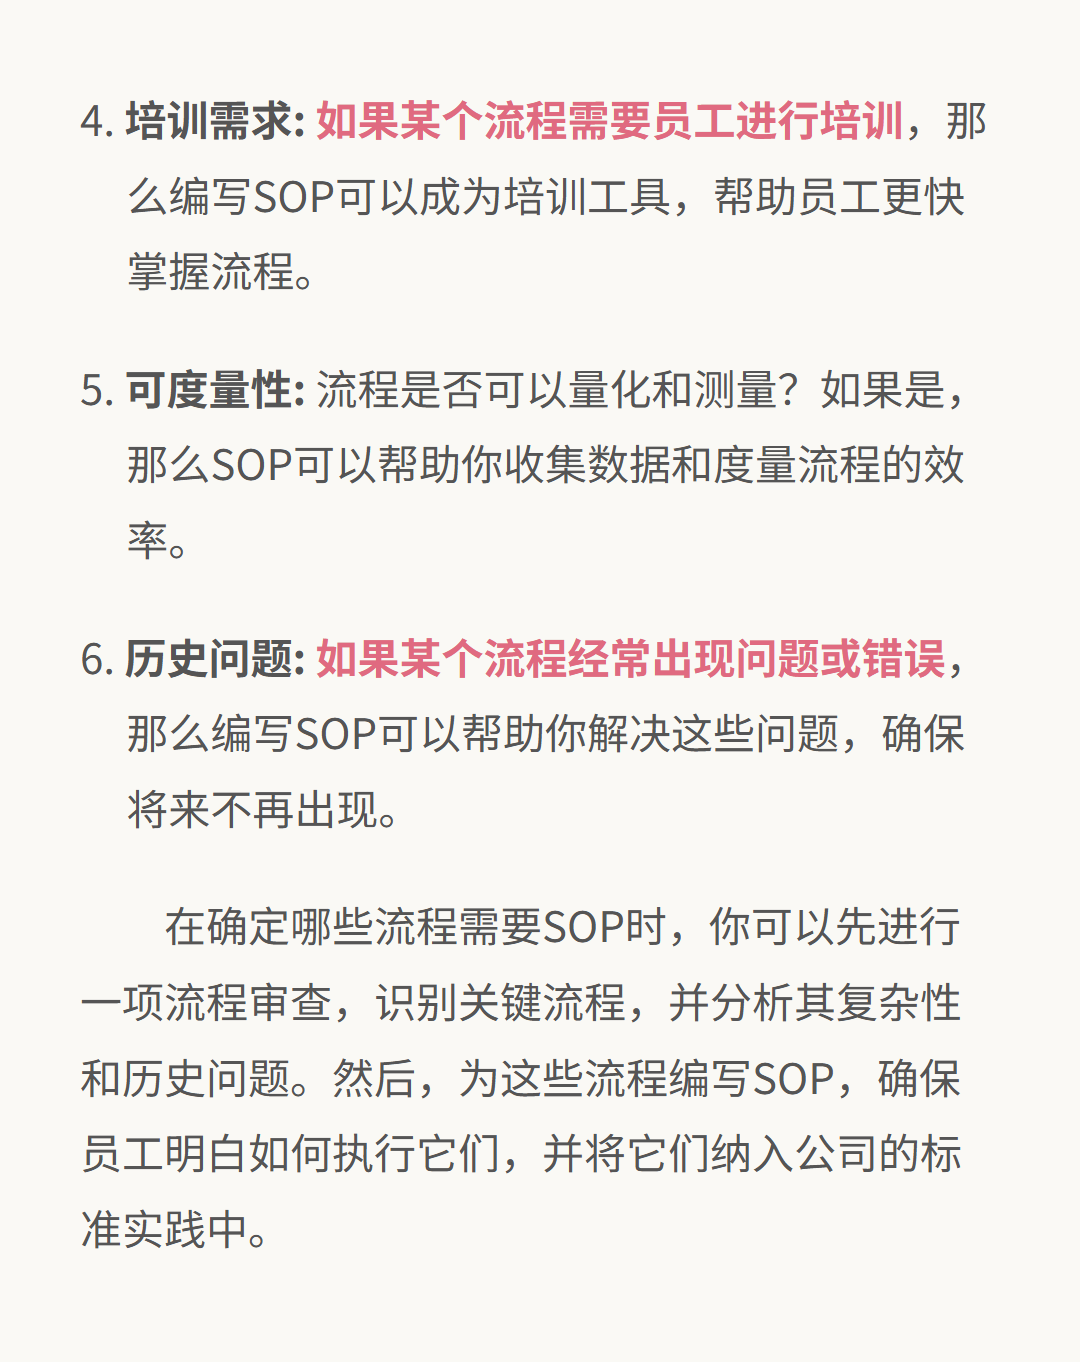 4. 培训需求: 如果某个流程需要员工进行培训，那
么编写SOP可以成为培训工具，帮助员工更快
掌握流程。
5. 可度量性: 流程是否可以量化和测量？如果是，
那么SOP可以帮助你收集数据和度量流程的效
率。
6. 历史问题: 如果某个流程经常出现问题或错误，
那么编写SOP可以帮助你解决这些问题，确保
将来不再出现。
在确定哪些流程需要SOP时，你可以先进行
一项流程审查，识别关键流程，并分析其复杂性
和历史问题。然后，为这些流程编写SOP，确保
员工明白如何执行它们，并将它们纳入公司的标
准实践中。